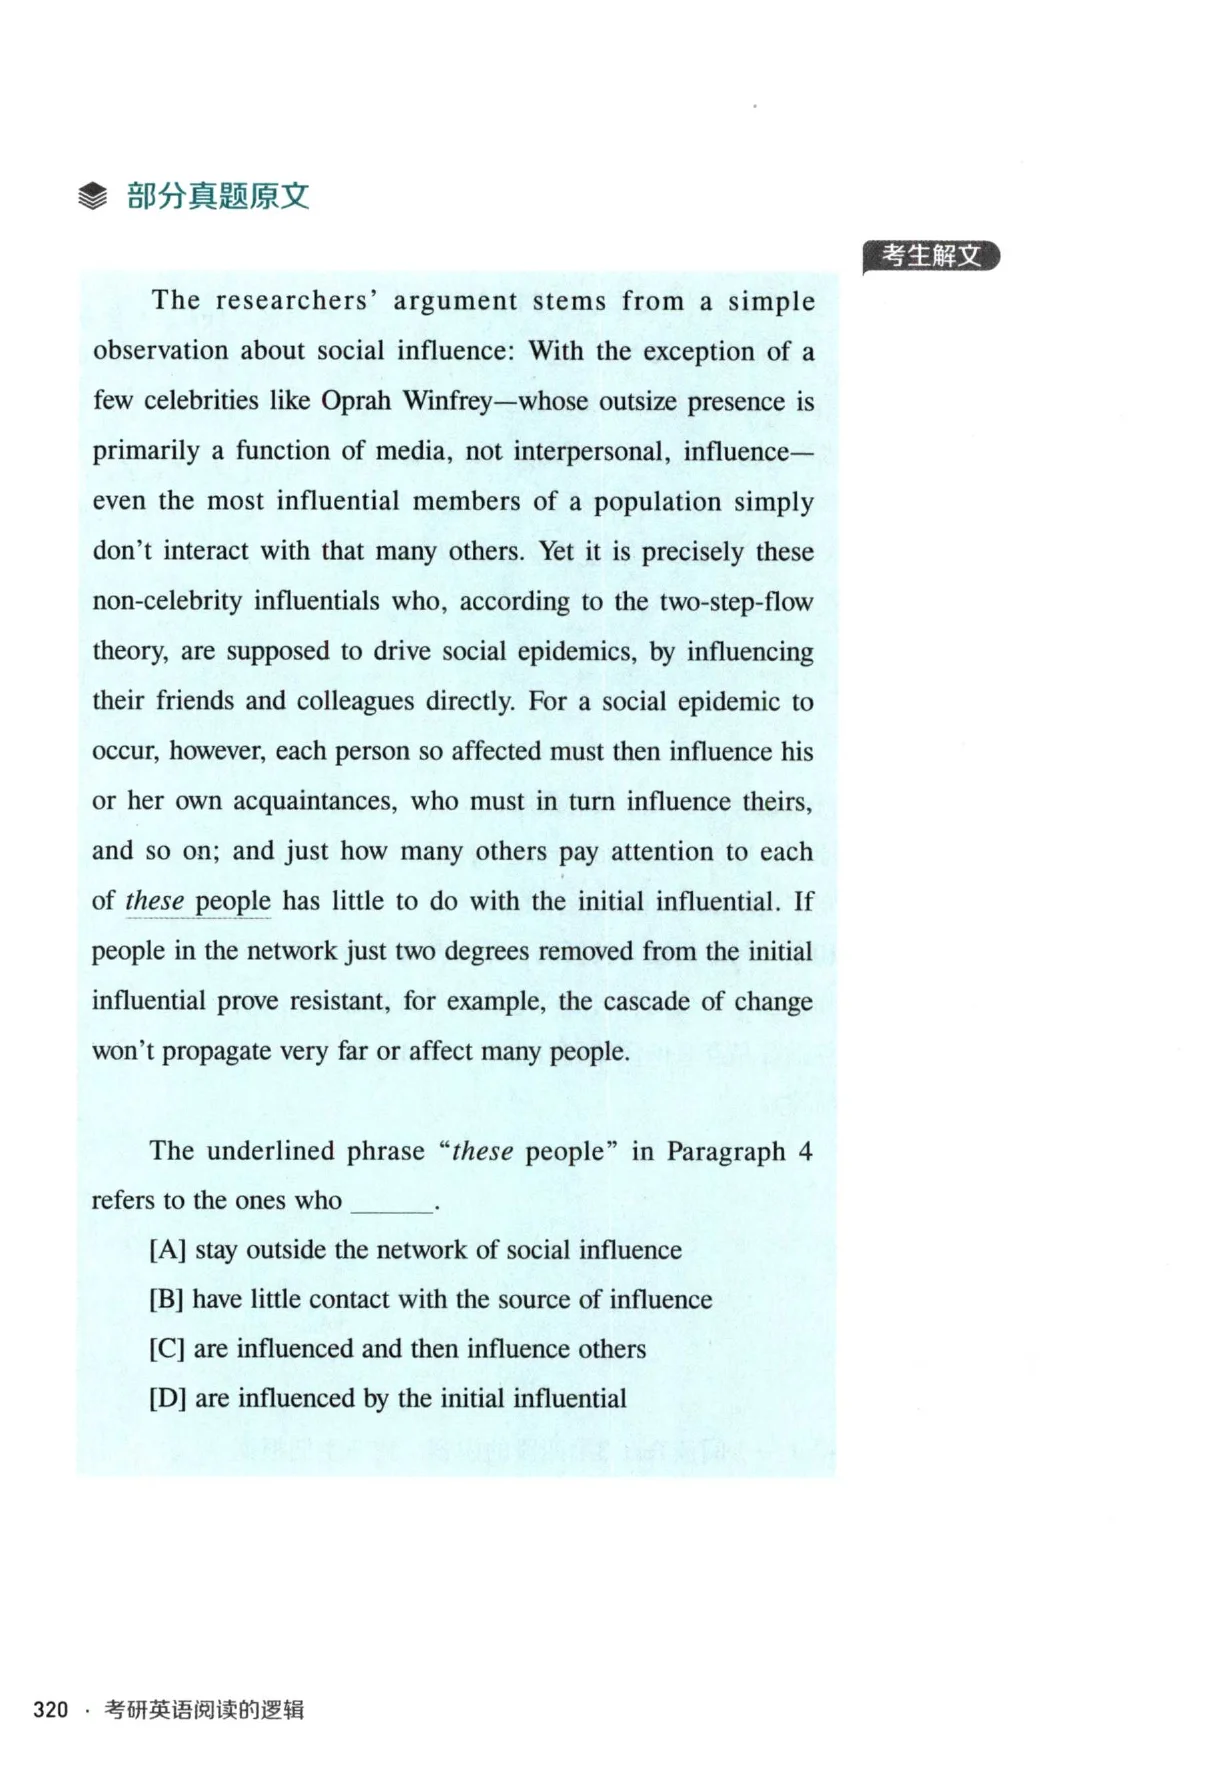 部分真题原文
考生解文
The researchers’ argument stems from a simple
observation about social influence: With the exception of a
few celebrities like Oprah Winfrey—whose outsize presence is
primarily a function of media, not interpersonal, influence—
even the most influential members of a population simply
don’t interact with that many others. Yet it is precisely these
non-celebrity influentials who, according to the two-step-flow
theory, are supposed to drive social epidemics, by influencing
their friends and colleagues directly. For a social epidemic to
occur, however, each person so affected must then influence his
or her own acquaintances, who must in turn influence theirs,
and so on; and just how many others pay attention to each
of these people has little to do with the initial influential. If
people in the network just two degrees removed from the initial
influential prove resistant, for example, the cascade of change
won’t propagate very far or affect many people.
The underlined phrase “these people” in Paragraph 4
refers to the ones who ______.
[A] stay outside the network of social influence
[B] have little contact with the source of influence
[C] are influenced and then influence others
[D] are influenced by the initial influential
320 · 考研英语阅读的逻辑